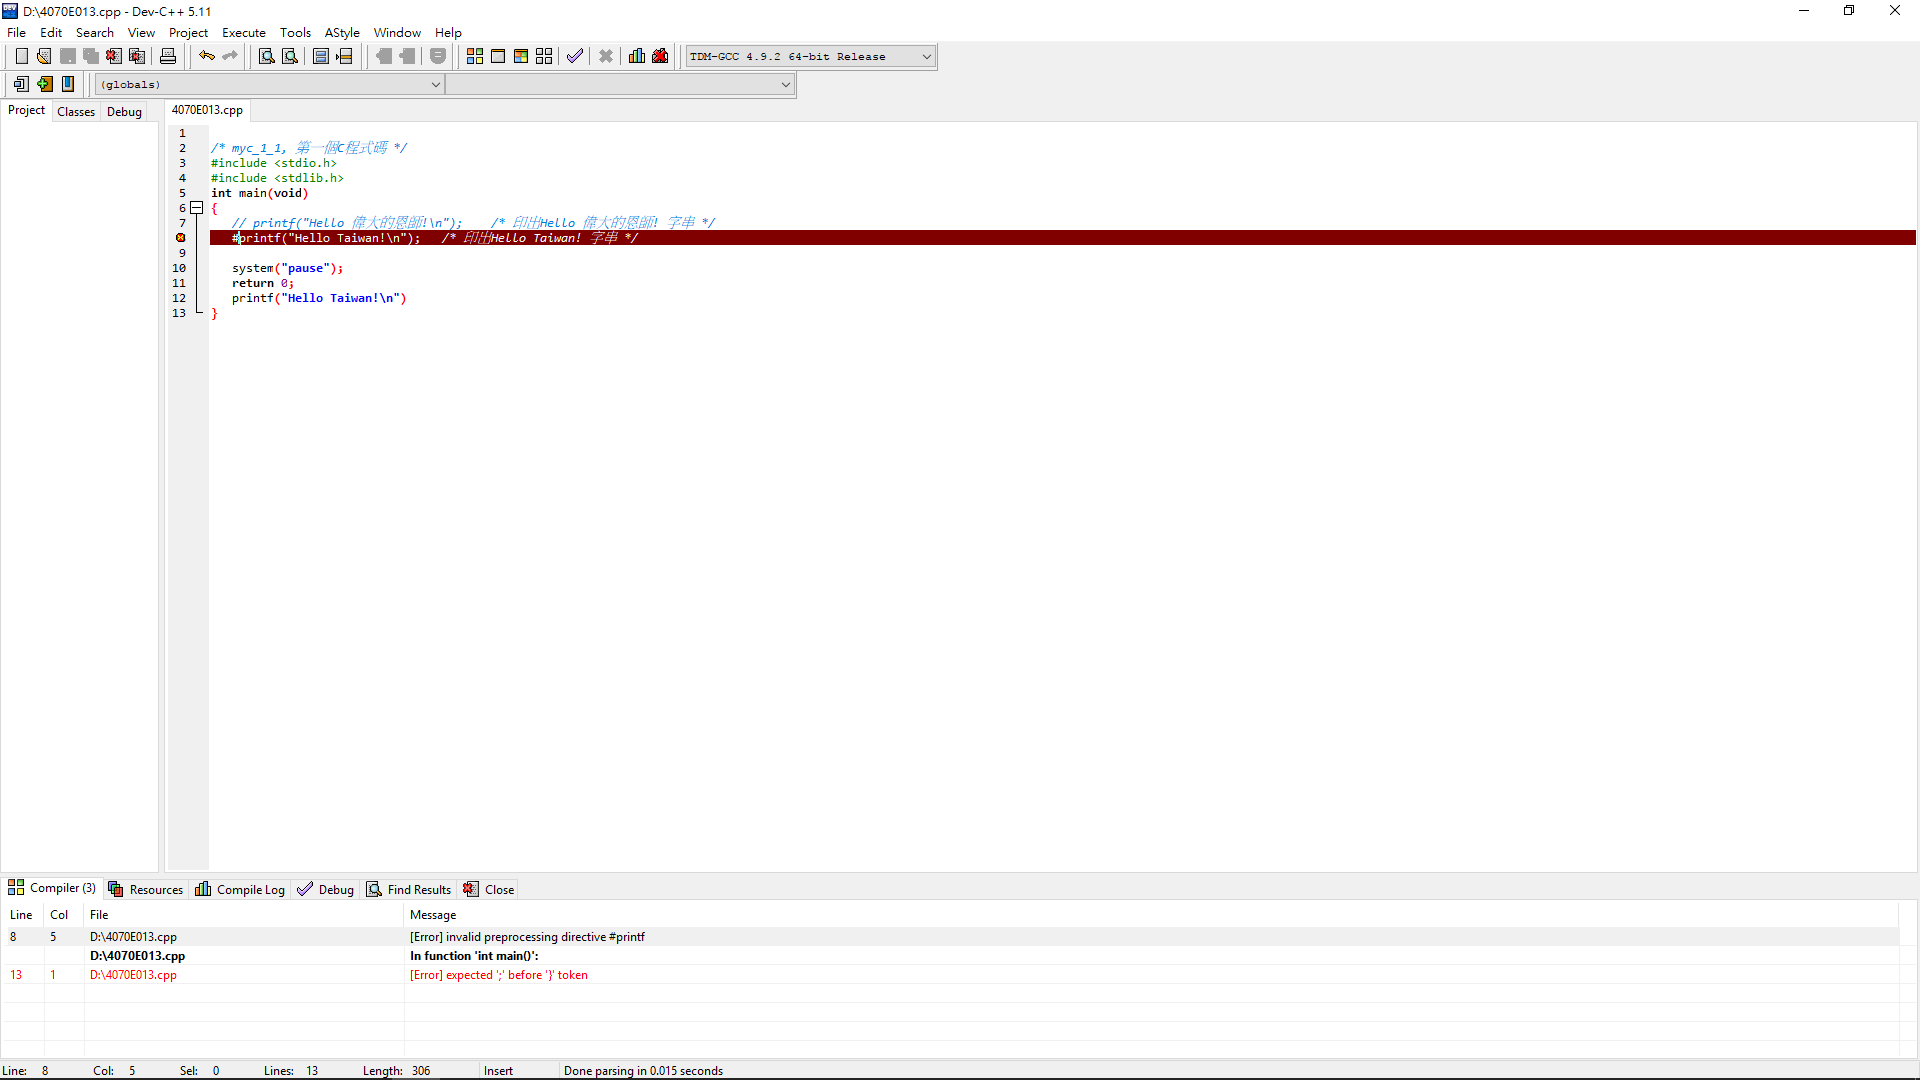 D:\4070E013.cpp - Dev-C++ 5.11
File Edit Search View Project Execute Tools AStyle Window Help
TDM-GCC 4.9.2 64-bit Release
(globals)
Project Classes Debug 4070E013.cpp
1
2 /* myc_1_1, 第一個C程式碼 */
3 #include <stdio.h>
4 #include <stdlib.h>
5 int main(void)
6 {
7 // printf("Hello 偉大的恩師!\n"); /* 印出Hello 偉大的恩師! 字串 */
#printf("Hello Taiwan!\n"); /* 印出Hello Taiwan! 字串 */
9
10 system("pause");
11 return 0;
12 printf("Hello Taiwan!\n")
13 }
Compiler (3) Resources Compile Log Debug Find Results Close
Line Col File Message
8 5 D:\4070E013.cpp [Error] invalid preprocessing directive #printf
D:\4070E013.cpp In function 'int main()':
13 1 D:\4070E013.cpp [Error] expected ';' before '}' token
Line: 8 Col: 5 Sel: 0 Lines: 13 Length: 306 Insert Done parsing in 0.015 seconds